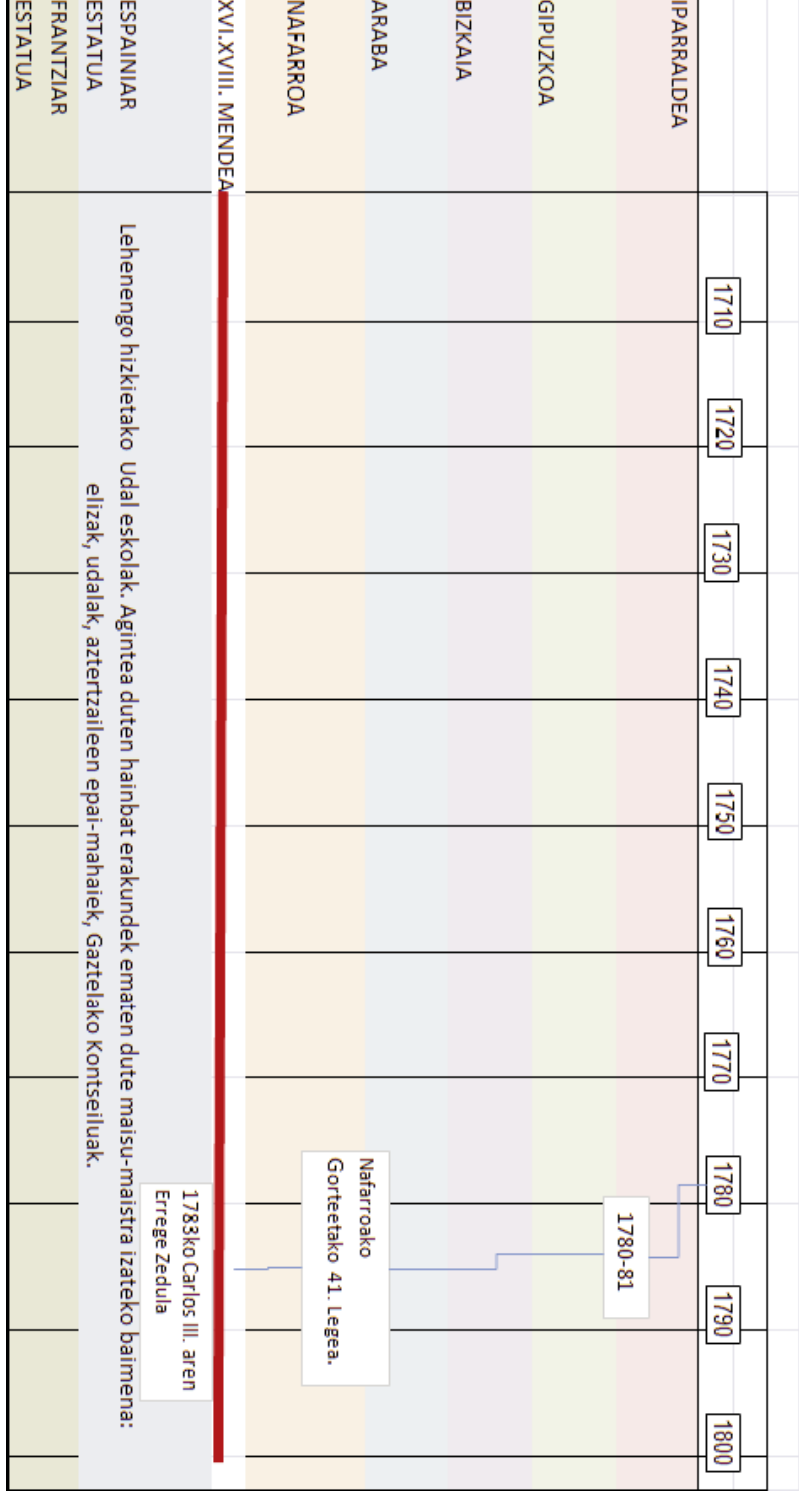 1710
1720
1730
1740
1750
1760
1770
1780
1790
1800
IPARRALDEA
1780-81
GIPUZKOA
BIZKAIA
ARABA
NAFARROA
Nafarroako
Gorteetako 41. Legea.
XVI.XVIII. MENDEA
1783ko Carlos III. aren
Errege Zedula
ESPAINIAR
ESTATUA
Lehenengo hizkietako Udal eskolak. Agintea duten hainbat erakundek ematen dute maisu-maistra izateko baimena:
elizak, udalak, aztertzaileen epai-mahaiek, Gaztelako Kontseiluak.
FRANTZIAR
ESTATUA